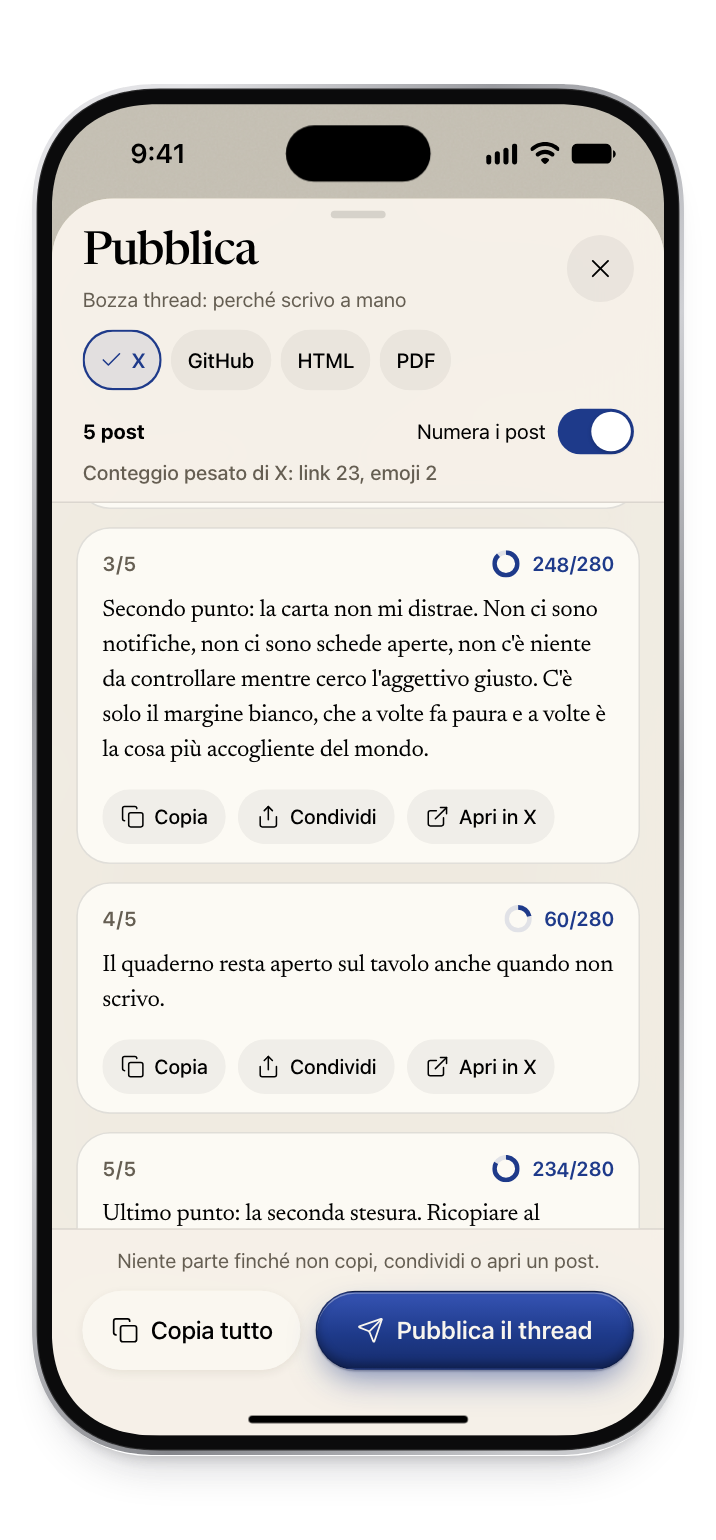 9:41
Pubblica
Bozza thread: perché scrivo a mano
X
GitHub
HTML
PDF
5 post
Numera i post
Conteggio pesato di X: link 23, emoji 2
3/5
248/280
Secondo punto: la carta non mi distrae. Non ci sono
notifiche, non ci sono schede aperte, non c'è niente
da controllare mentre cerco l'aggettivo giusto. C'è
solo il margine bianco, che a volte fa paura e a volte è
la cosa più accogliente del mondo.
Copia
Condividi
Apri in X
4/5
60/280
Il quaderno resta aperto sul tavolo anche quando non
scrivo.
Copia
Condividi
Apri in X
5/5
234/280
Ultimo punto: la seconda stesura. Ricopiare al
Niente parte finché non copi, condividi o apri un post.
Copia tutto
Pubblica il thread